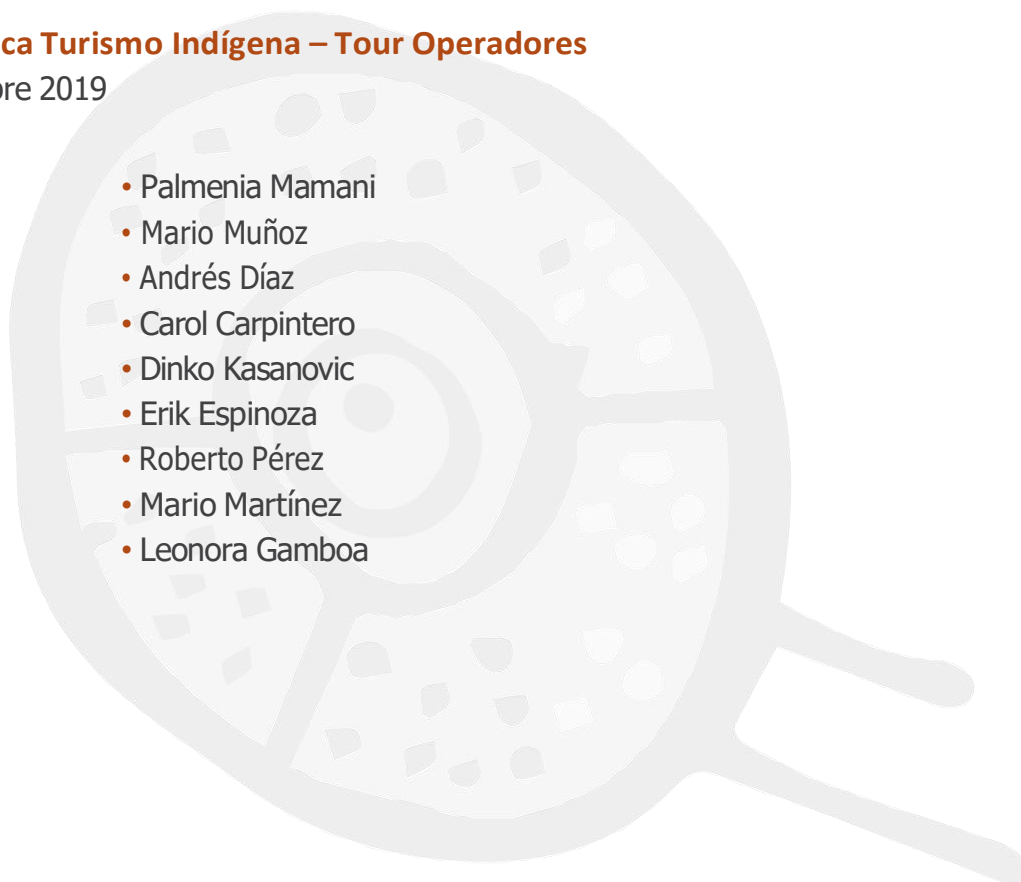 ca Turismo Indígena – Tour Operadores
bre 2019
• Palmenia Mamani
• Mario Muñoz
• Andrés Díaz
• Carol Carpintero
• Dinko Kasanovic
• Erik Espinoza
• Roberto Pérez
• Mario Martínez
• Leonora Gamboa